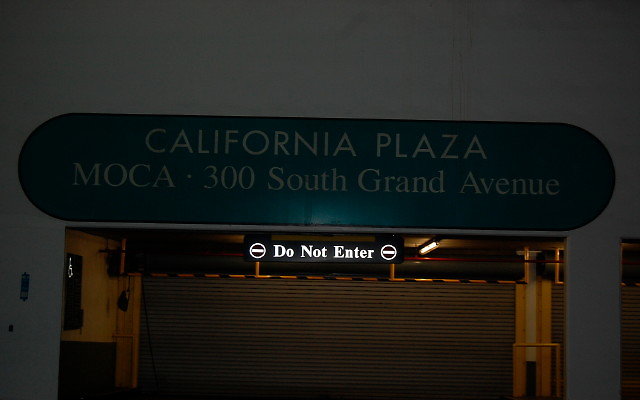 CALIFORNIA PLAZA
MOCA · 300 South Grand Avenue
Do Not Enter